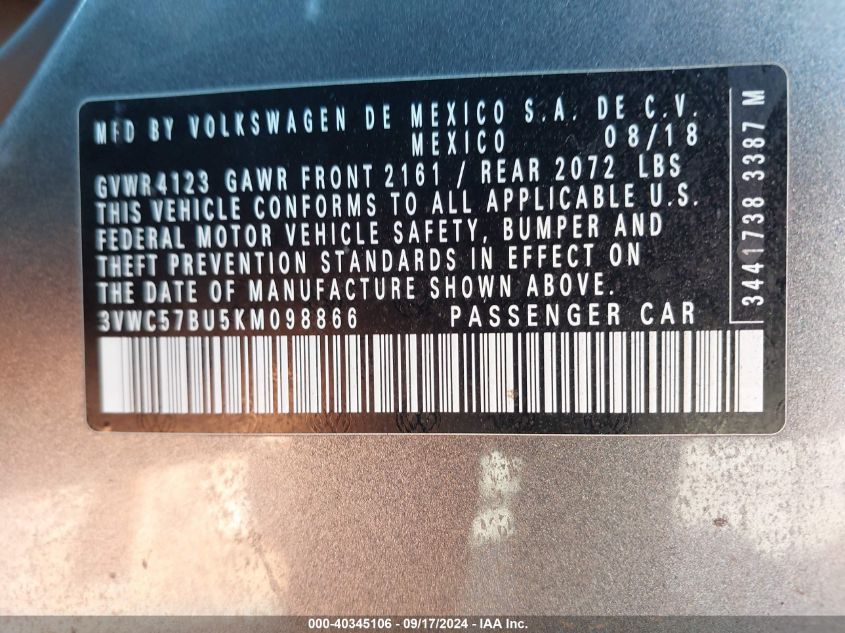 MFD BY VOLKSWAGEN DE MEXICO S.A. DE C.V.
MEXICO 08/18
GVWR4123 GAWR FRONT 2161 / REAR 2072 LBS
THIS VEHICLE CONFORMS TO ALL APPLICABLE U.S.
FEDERAL MOTOR VEHICLE SAFETY, BUMPER AND
THEFT PREVENTION STANDARDS IN EFFECT ON
THE DATE OF MANUFACTURE SHOWN ABOVE.
3VWC57BU5KM098866 PASSENGER CAR
3441738 3387 M
000-40345106 - 09/17/2024 - IAA Inc.